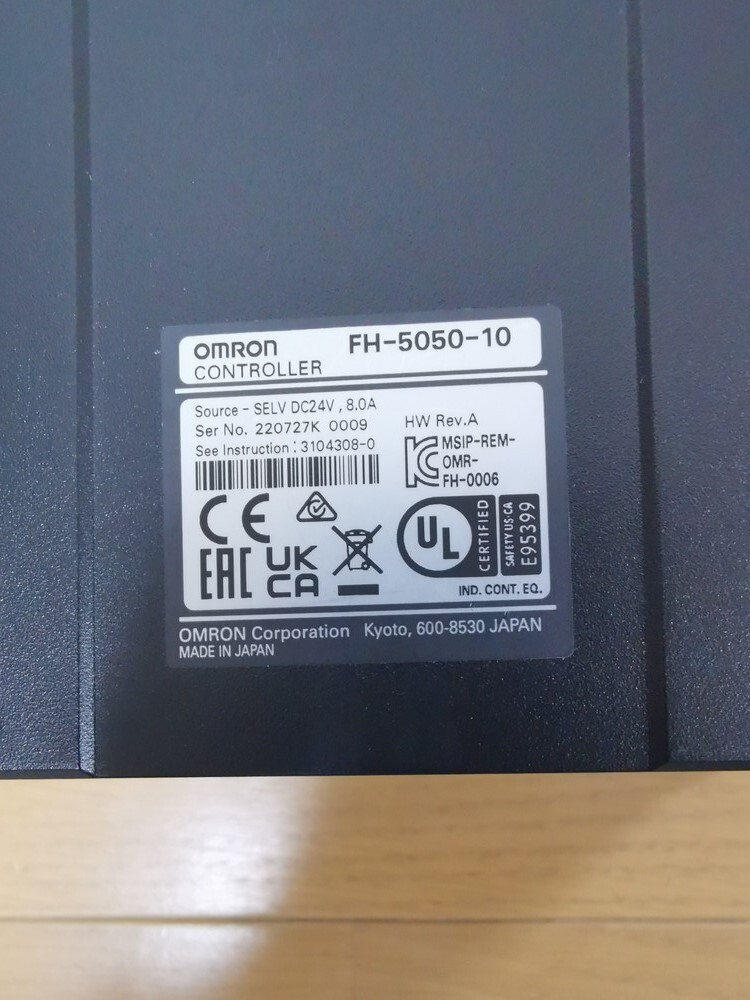 OMRON FH-5050-10
CONTROLLER
Source - SELV DC24V , 8.0A
Ser No. 220727K 0009
See Instruction : 3104308-0
HW Rev.A
MSIP-REM-
OMR-
FH-0006
CE
EAC
UK
CA
UL
CERTIFIED
SAFETY US·CA
E95399
IND. CONT. EQ.
OMRON Corporation Kyoto, 600-8530 JAPAN
MADE IN JAPAN